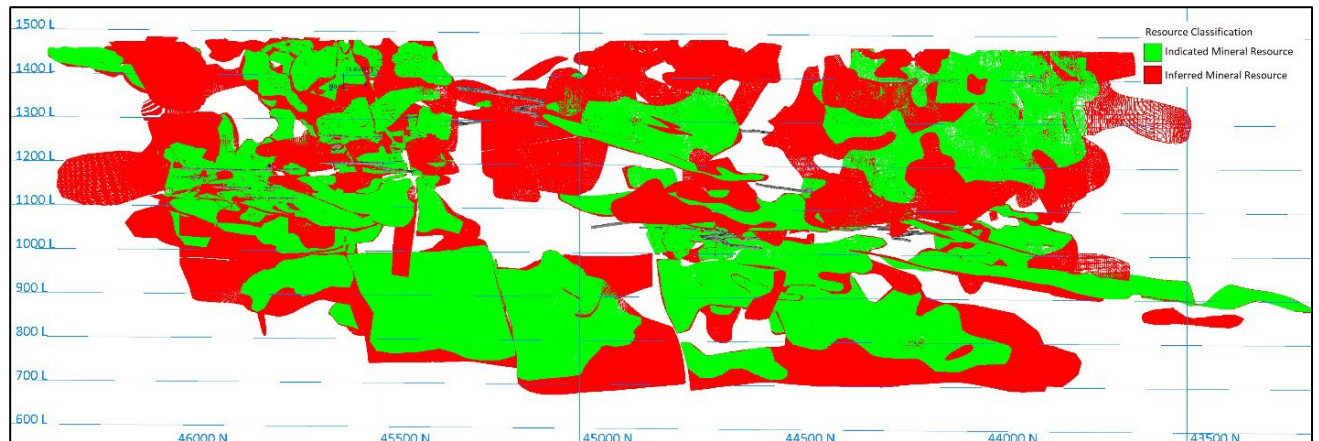 1500 L
Resource Classification
Indicated Mineral Resource
1400 L
Inferred Mineral Resource
1300 L
1200 L
1100 L
1000 L
900 L
800 L
700 L
600 L
46000 N
45500 N
45000 N
44500 N
44000 N
43500 N